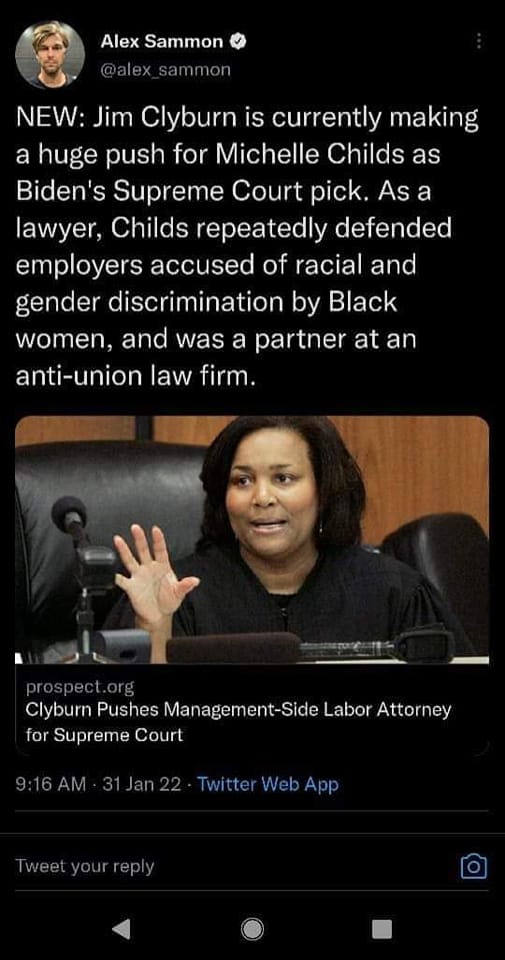 Alex Sammon
@alex_sammon
NEW: Jim Clyburn is currently making
a huge push for Michelle Childs as
Biden's Supreme Court pick. As a
lawyer, Childs repeatedly defended
employers accused of racial and
gender discrimination by Black
women, and was a partner at an
anti-union law firm.
prospect.org
Clyburn Pushes Management-Side Labor Attorney
for Supreme Court
9:16 AM · 31 Jan 22 · Twitter Web App
Tweet your reply